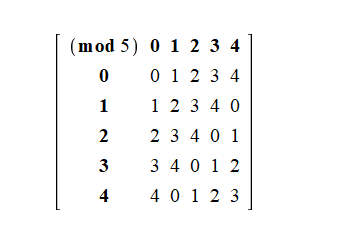 (mod 5) 0 1 2 3 4
0 0 1 2 3 4
1 1 2 3 4 0
2 2 3 4 0 1
3 3 4 0 1 2
4 4 0 1 2 3